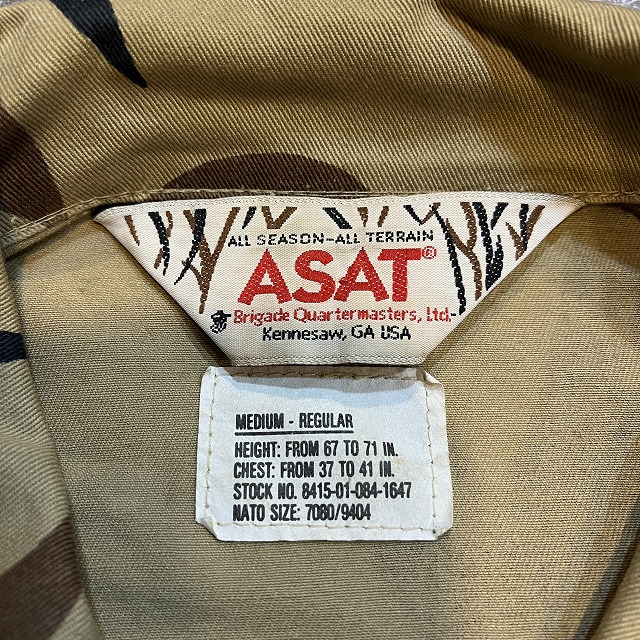 ALL SEASON-ALL TERRAIN
ASAT®
Brigade Quartermasters, Ltd.
Kennesaw, GA USA
MEDIUM - REGULAR
HEIGHT: FROM 67 TO 71 IN.
CHEST: FROM 37 TO 41 IN.
STOCK NO. 8415-01-084-1647
NATO SIZE: 7080/9404